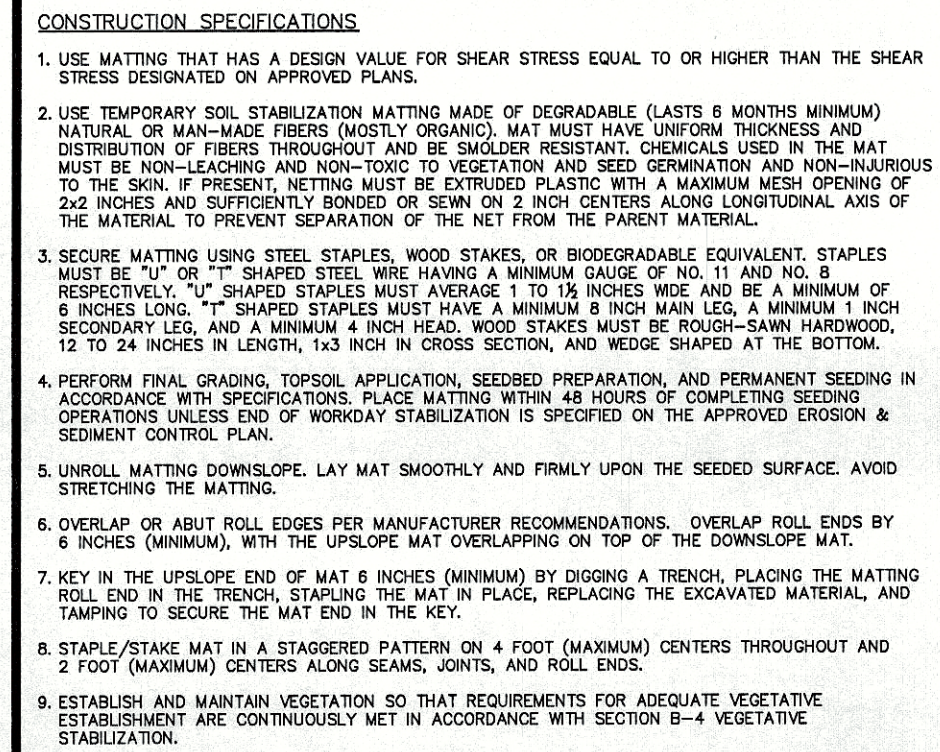 CONSTRUCTION SPECIFICATIONS
1. USE MATTING THAT HAS A DESIGN VALUE FOR SHEAR STRESS EQUAL TO OR HIGHER THAN THE SHEAR
STRESS DESIGNATED ON APPROVED PLANS.
2. USE TEMPORARY SOIL STABILIZATION MATTING MADE OF DEGRADABLE (LASTS 6 MONTHS MINIMUM)
NATURAL OR MAN-MADE FIBERS (MOSTLY ORGANIC). MAT MUST HAVE UNIFORM THICKNESS AND
DISTRIBUTION OF FIBERS THROUGHOUT AND BE SMOLDER RESISTANT. CHEMICALS USED IN THE MAT
MUST BE NON-LEACHING AND NON-TOXIC TO VEGETATION AND SEED GERMINATION AND NON-INJURIOUS
TO THE SKIN. IF PRESENT, NETTING MUST BE EXTRUDED PLASTIC WITH A MAXIMUM MESH OPENING OF
2x2 INCHES AND SUFFICIENTLY BONDED OR SEWN ON 2 INCH CENTERS ALONG LONGITUDINAL AXIS OF
THE MATERIAL TO PREVENT SEPARATION OF THE NET FROM THE PARENT MATERIAL.
3. SECURE MATTING USING STEEL STAPLES, WOOD STAKES, OR BIODEGRADABLE EQUIVALENT. STAPLES
MUST BE "U" OR "T" SHAPED STEEL WIRE HAVING A MINIMUM GAUGE OF NO. 11 AND NO. 8
RESPECTIVELY. "U" SHAPED STAPLES MUST AVERAGE 1 TO 1½ INCHES WIDE AND BE A MINIMUM OF
6 INCHES LONG. "T" SHAPED STAPLES MUST HAVE A MINIMUM 8 INCH MAIN LEG, A MINIMUM 1 INCH
SECONDARY LEG, AND A MINIMUM 4 INCH HEAD. WOOD STAKES MUST BE ROUGH-SAWN HARDWOOD,
12 TO 24 INCHES IN LENGTH, 1x3 INCH IN CROSS SECTION, AND WEDGE SHAPED AT THE BOTTOM.
4. PERFORM FINAL GRADING, TOPSOIL APPLICATION, SEEDBED PREPARATION, AND PERMANENT SEEDING IN
ACCORDANCE WITH SPECIFICATIONS. PLACE MATTING WITHIN 48 HOURS OF COMPLETING SEEDING
OPERATIONS UNLESS END OF WORKDAY STABILIZATION IS SPECIFIED ON THE APPROVED EROSION &
SEDIMENT CONTROL PLAN.
5. UNROLL MATTING DOWNSLOPE. LAY MAT SMOOTHLY AND FIRMLY UPON THE SEEDED SURFACE. AVOID
STRETCHING THE MATTING.
6. OVERLAP OR ABUT ROLL EDGES PER MANUFACTURER RECOMMENDATIONS. OVERLAP ROLL ENDS BY
6 INCHES (MINIMUM), WITH THE UPSLOPE MAT OVERLAPPING ON TOP OF THE DOWNSLOPE MAT.
7. KEY IN THE UPSLOPE END OF MAT 6 INCHES (MINIMUM) BY DIGGING A TRENCH, PLACING THE MATTING
ROLL END IN THE TRENCH, STAPLING THE MAT IN PLACE, REPLACING THE EXCAVATED MATERIAL, AND
TAMPING TO SECURE THE MAT END IN THE KEY.
8. STAPLE/STAKE MAT IN A STAGGERED PATTERN ON 4 FOOT (MAXIMUM) CENTERS THROUGHOUT AND
2 FOOT (MAXIMUM) CENTERS ALONG SEAMS, JOINTS, AND ROLL ENDS.
9. ESTABLISH AND MAINTAIN VEGETATION SO THAT REQUIREMENTS FOR ADEQUATE VEGETATIVE
ESTABLISHMENT ARE CONTINUOUSLY MET IN ACCORDANCE WITH SECTION B-4 VEGETATIVE
STABILIZATION.